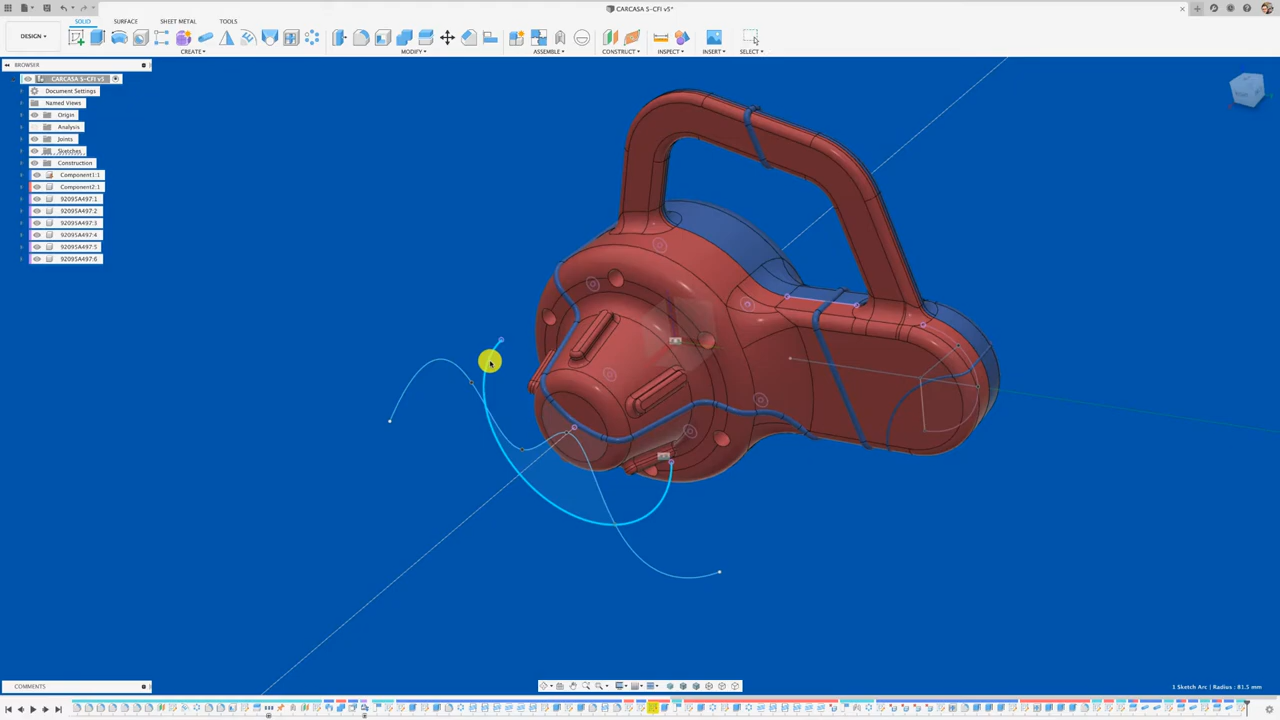 CARCASA S-CFI v5*
SOLID SURFACE SHEET METAL TOOLS
DESIGN
CREATE MODIFY ASSEMBLE CONSTRUCT INSPECT INSERT SELECT
BROWSER
CARCASA S-CFI v5
Document Settings
Named Views
Origin
Analysis
Joints
Sketches
Construction
Component1:1
Component2:1
92095A497:1
92095A497:2
92095A497:3
92095A497:4
92095A497:5
92095A497:6
COMMENTS
1 Sketch Arc | Radius : 81.5 mm